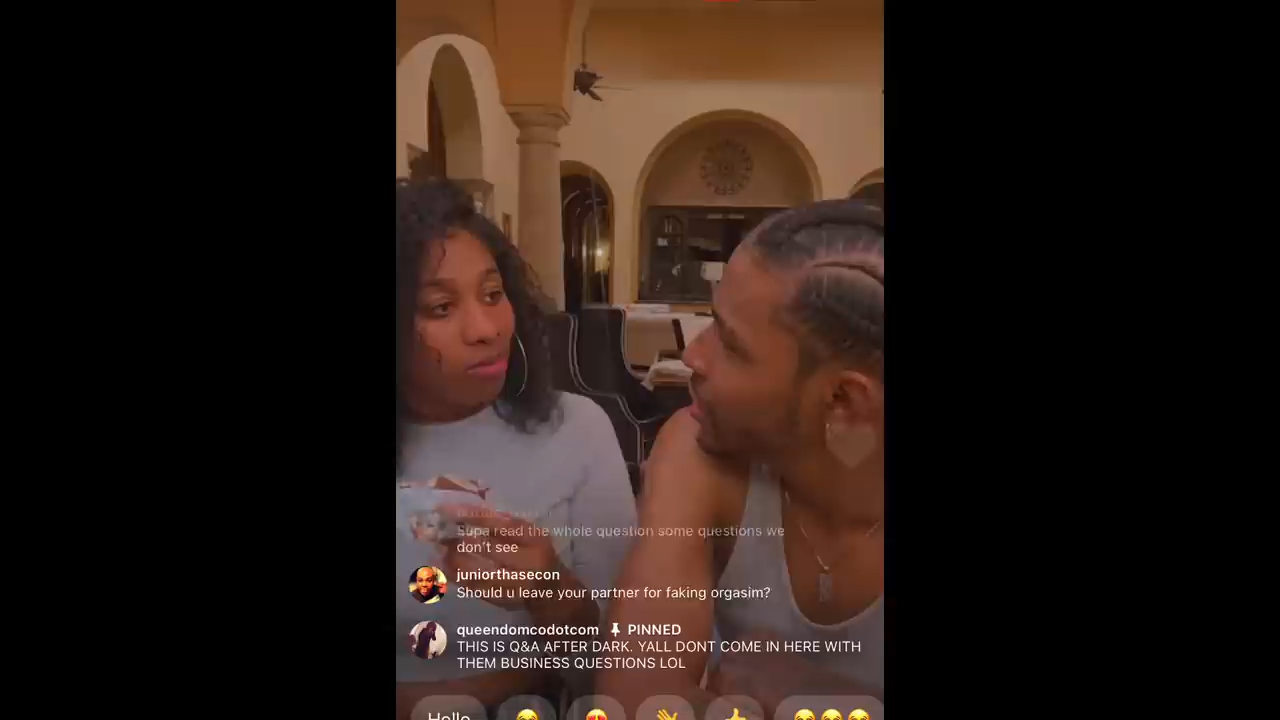 Supa read the whole question some questions we
don't see
juniorthasecon
Should u leave your partner for faking orgasim?
queendomcodotcom PINNED
THIS IS Q&A AFTER DARK. YALL DONT COME IN HERE WITH
THEM BUSINESS QUESTIONS LOL
Hello